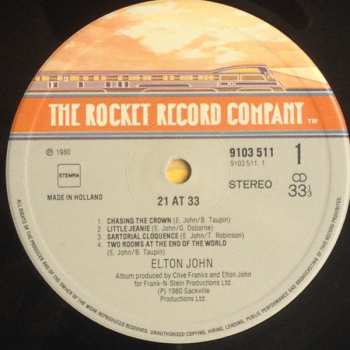 THE ROCKET RECORD COMPANY TM
℗ 1980
9103 511
9103 511. 1
1
STEMRA
STEREO
CD
33⅓
MADE IN HOLLAND
21 AT 33
1. CHASING THE CROWN (E. John/B. Taupin)
2. LITTLE JEANIE (E. John/G. Osborne)
3. SARTORIAL ELOQUENCE (E. John/T. Robinson)
4. TWO ROOMS AT THE END OF THE WORLD
(E. John/B. Taupin)
ELTON JOHN
Album produced by Clive Franks and Elton John
for Frank-N-Stein Productions Ltd.
(P) 1980 Sackville
Productions Ltd.
ALL RIGHTS OF THE PRODUCER AND OF THE OWNER OF THE WORK REPRODUCED RESERVED. UNAUTHORISED COPYING, HIRING, LENDING, PUBLIC PERFORMANCE AND BROADCASTING OF THIS RECORD PROHIBITED.